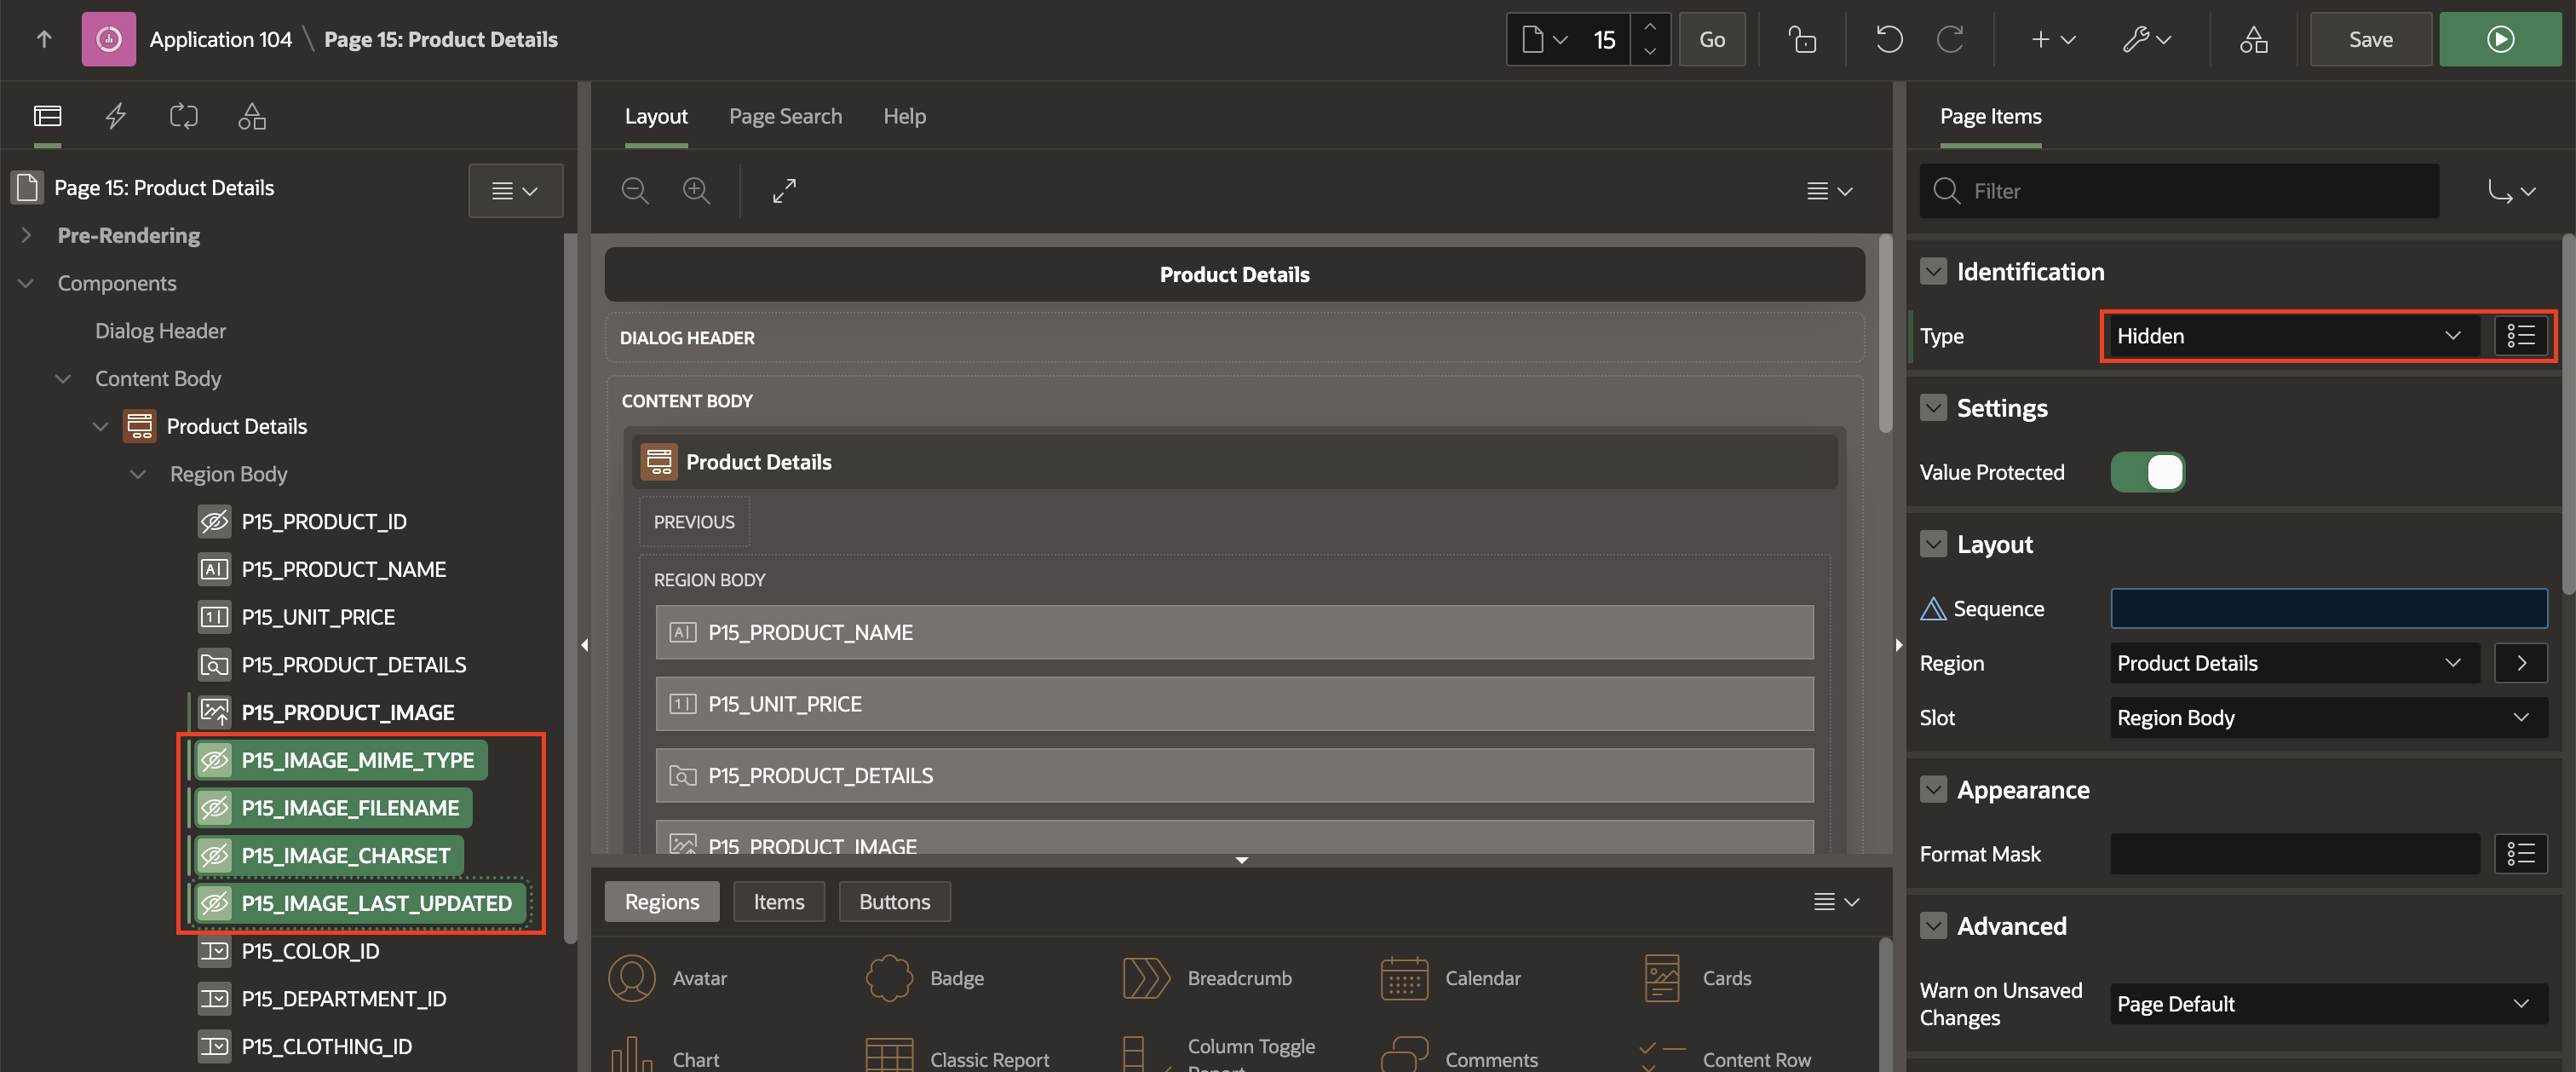 Application 104 \ Page 15: Product Details
15
Go
Save
Page 15: Product Details
Pre-Rendering
Components
Dialog Header
Content Body
Product Details
Region Body
P15_PRODUCT_ID
P15_PRODUCT_NAME
P15_UNIT_PRICE
P15_PRODUCT_DETAILS
P15_PRODUCT_IMAGE
P15_IMAGE_MIME_TYPE
P15_IMAGE_FILENAME
P15_IMAGE_CHARSET
P15_IMAGE_LAST_UPDATED
P15_COLOR_ID
P15_DEPARTMENT_ID
P15_CLOTHING_ID
Layout
Page Search
Help
Product Details
DIALOG HEADER
CONTENT BODY
Product Details
PREVIOUS
REGION BODY
P15_PRODUCT_NAME
P15_UNIT_PRICE
P15_PRODUCT_DETAILS
P15_PRODUCT_IMAGE
Regions
Items
Buttons
Avatar
Badge
Breadcrumb
Calendar
Cards
Chart
Classic Report
Column Toggle
Report
Comments
Content Row
Page Items
Filter
Identification
Type
Hidden
Settings
Value Protected
Layout
Sequence
Region
Product Details
Slot
Region Body
Appearance
Format Mask
Advanced
Warn on Unsaved
Changes
Page Default